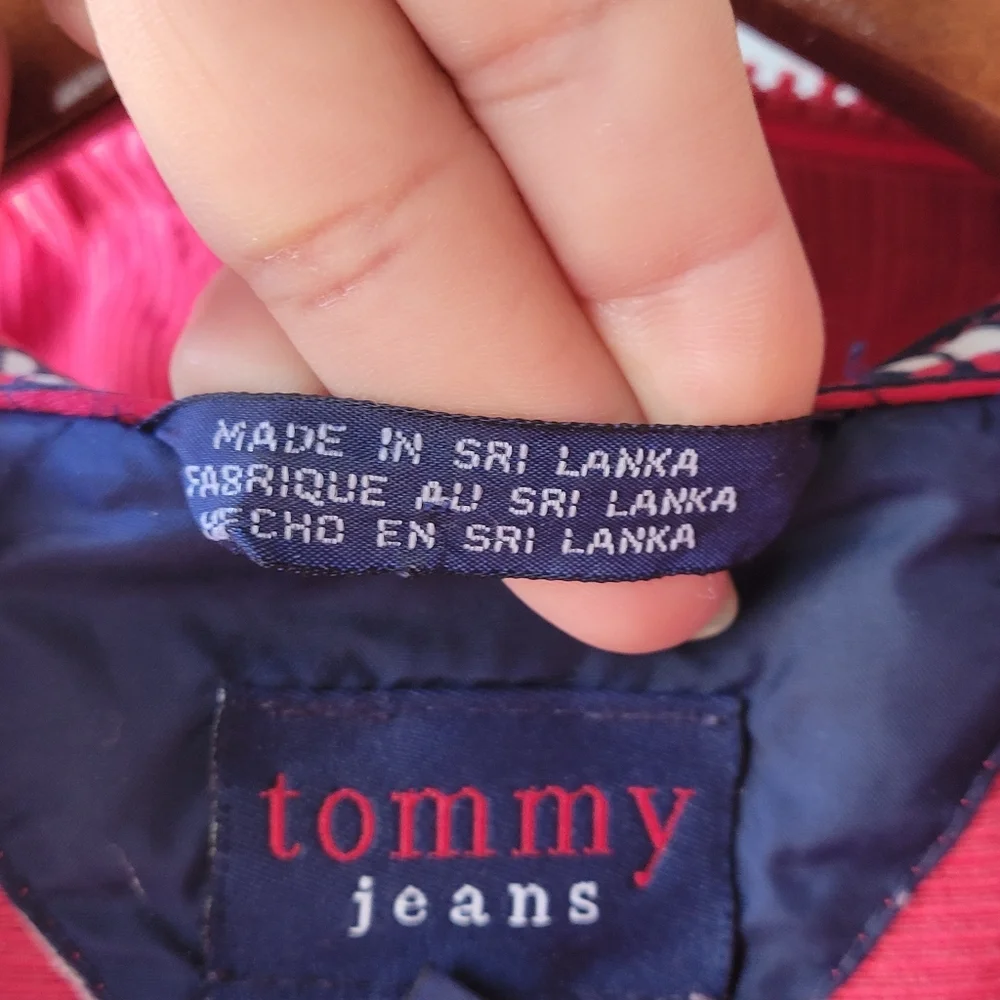 MADE IN SRI LANKA
FABRIQUE AU SRI LANKA
HECHO EN SRI LANKA
tommy
jeans